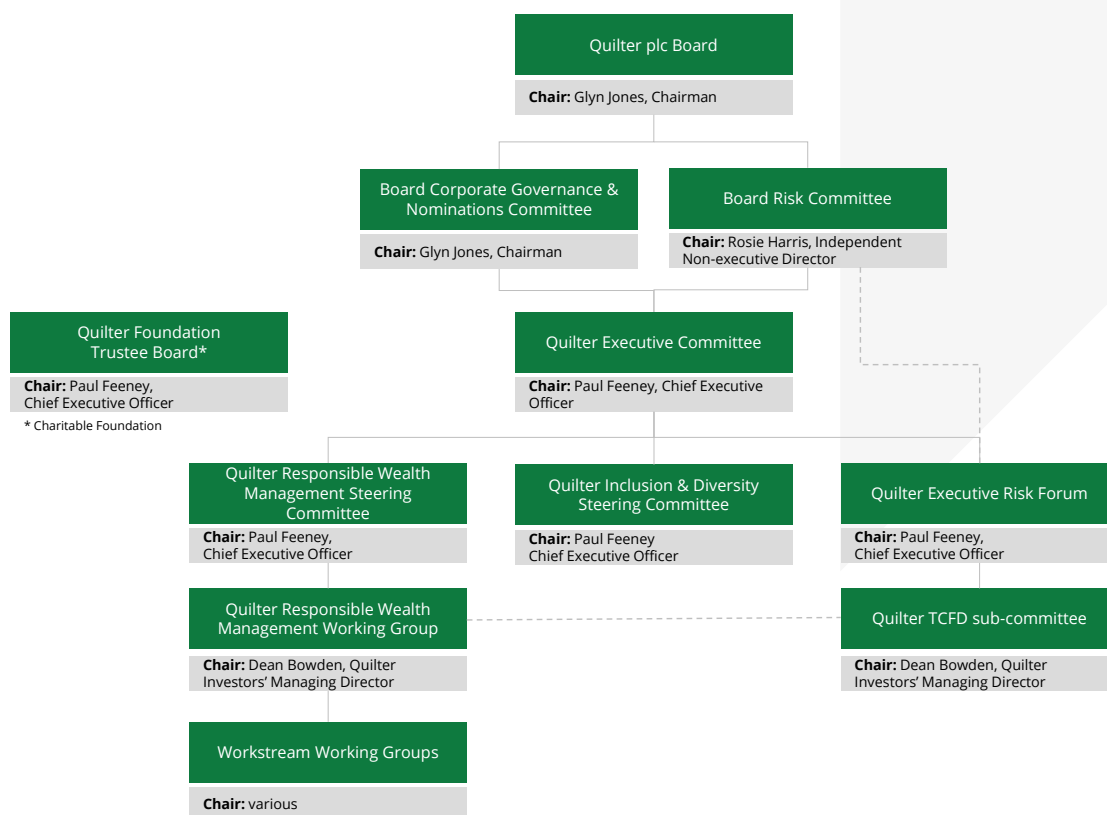 Quilter plc Board
Chair: Glyn Jones, Chairman
Board Corporate Governance &
Nominations Committee
Chair: Glyn Jones, Chairman
Board Risk Committee
Chair: Rosie Harris, Independent
Non-executive Director
Quilter Foundation
Trustee Board*
Chair: Paul Feeney,
Chief Executive Officer
* Charitable Foundation
Quilter Executive Committee
Chair: Paul Feeney, Chief Executive
Officer
Quilter Responsible Wealth
Management Steering
Committee
Chair: Paul Feeney,
Chief Executive Officer
Quilter Inclusion & Diversity
Steering Committee
Chair: Paul Feeney
Chief Executive Officer
Quilter Executive Risk Forum
Chair: Paul Feeney,
Chief Executive Officer
Quilter Responsible Wealth
Management Working Group
Chair: Dean Bowden, Quilter
Investors’ Managing Director
Quilter TCFD sub-committee
Chair: Dean Bowden, Quilter
Investors’ Managing Director
Workstream Working Groups
Chair: various